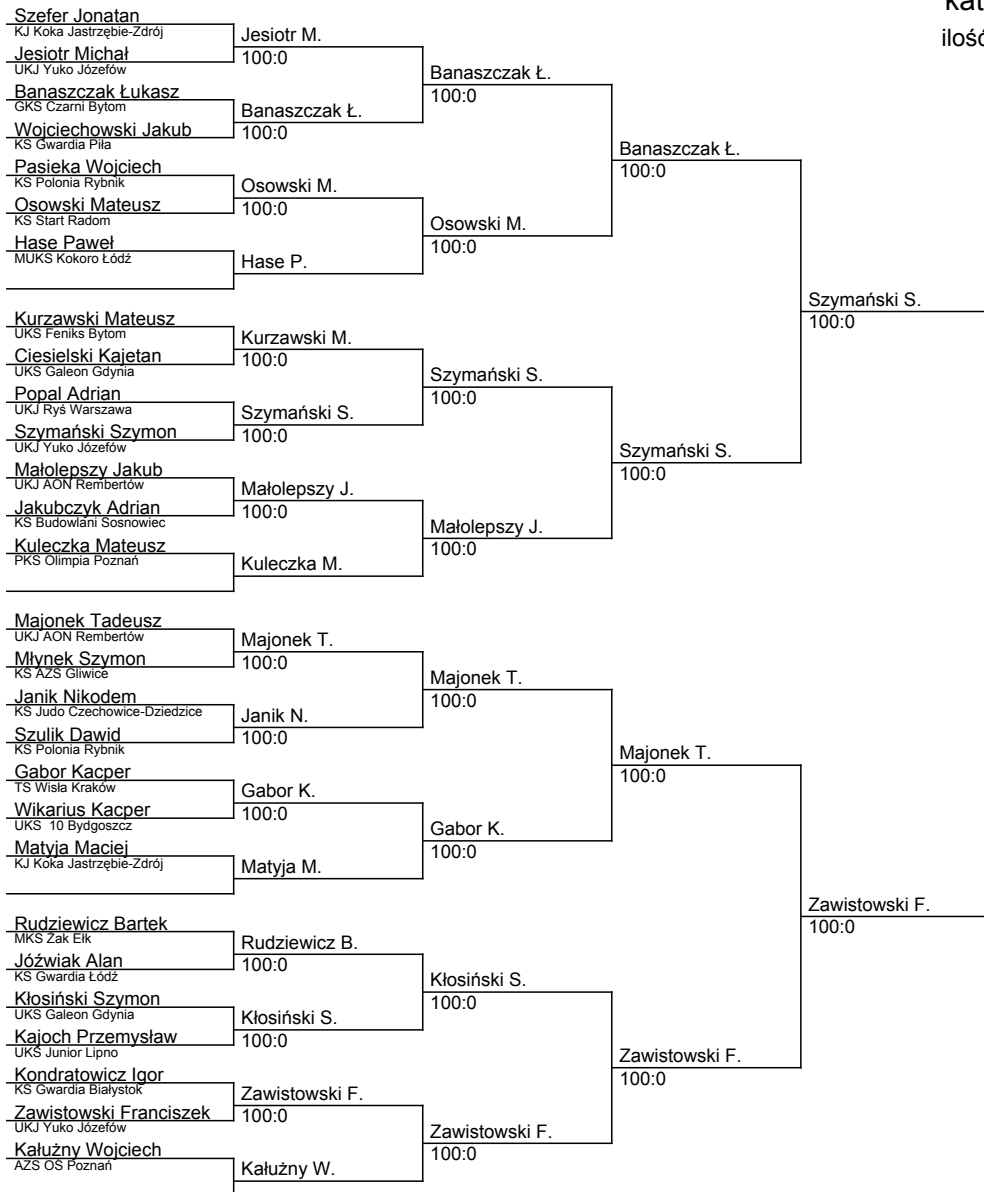 Szefer Jonatan
KJ Koka Jastrzębie-Zdrój
Jesiotr Michał
UKJ Yuko Józefów
Banaszczak Łukasz
GKS Czarni Bytom
Wojciechowski Jakub
KS Gwardia Piła
Pasieka Wojciech
KS Polonia Rybnik
Osowski Mateusz
KS Start Radom
Hase Paweł
MUKS Kokoro Łódź
Kurzawski Mateusz
UKS Feniks Bytom
Ciesielski Kajetan
UKS Galeon Gdynia
Popal Adrian
UKJ Ryś Warszawa
Szymański Szymon
UKJ Yuko Józefów
Małolepszy Jakub
UKJ AON Rembertów
Jakubczyk Adrian
KS Budowlani Sosnowiec
Kuleczka Mateusz
PKS Olimpia Poznań
Majonek Tadeusz
UKJ AON Rembertów
Młynek Szymon
KS AZS Gliwice
Janik Nikodem
KS Judo Czechowice-Dziedzice
Szulik Dawid
KS Polonia Rybnik
Gabor Kacper
TS Wisła Kraków
Wikarius Kacper
UKS 10 Bydgoszcz
Matyja Maciej
KJ Koka Jastrzębie-Zdrój
Rudziewicz Bartek
MKS Żak Ełk
Jóźwiak Alan
KS Gwardia Łódź
Kłosiński Szymon
UKS Galeon Gdynia
Kajoch Przemysław
UKS Junior Lipno
Kondratowicz Igor
KS Gwardia Białystok
Zawistowski Franciszek
UKJ Yuko Józefów
Kałużny Wojciech
AZS OŚ Poznań
Jesiotr M.
100:0
Banaszczak Ł.
100:0
Osowski M.
100:0
Hase P.
Kurzawski M.
100:0
Szymański S.
100:0
Małolepszy J.
100:0
Kuleczka M.
Majonek T.
100:0
Janik N.
100:0
Gabor K.
100:0
Matyja M.
Rudziewicz B.
100:0
Kłosiński S.
100:0
Zawistowski F.
100:0
Kałużny W.
Banaszczak Ł.
100:0
Osowski M.
100:0
Szymański S.
100:0
Małolepszy J.
100:0
Majonek T.
100:0
Gabor K.
100:0
Kłosiński S.
100:0
Zawistowski F.
100:0
Banaszczak Ł.
100:0
Szymański S.
100:0
Majonek T.
100:0
Zawistowski F.
100:0
Szymański S.
100:0
Zawistowski F.
100:0
kat
ilość